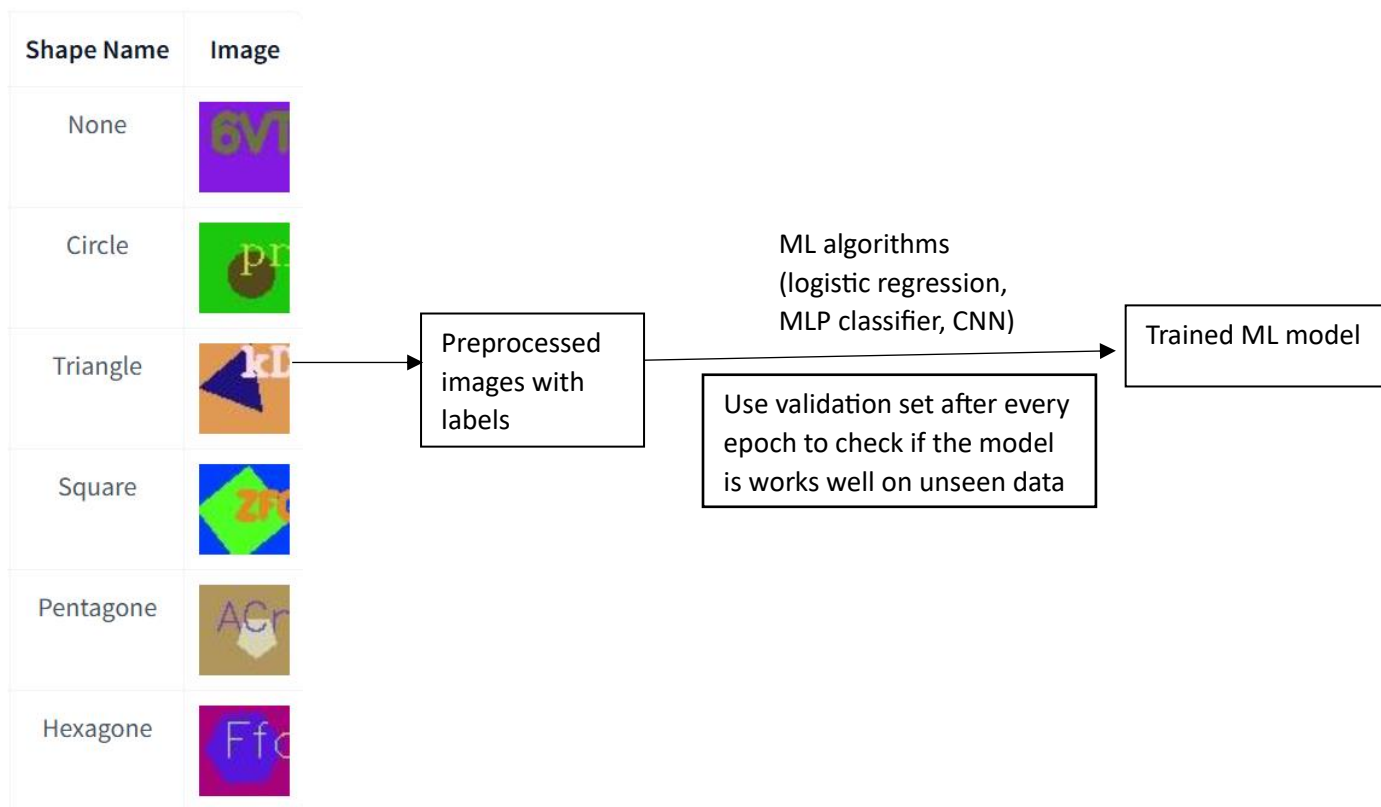 Shape Name Image
None
6VT
Circle
pn
Triangle
kD
Square
ZFC
Pentagone
ACr
Hexagone
Ffc
Preprocessed
images with
labels
ML algorithms
(logistic regression,
MLP classifier, CNN)
Use validation set after every
epoch to check if the model
is works well on unseen data
Trained ML model